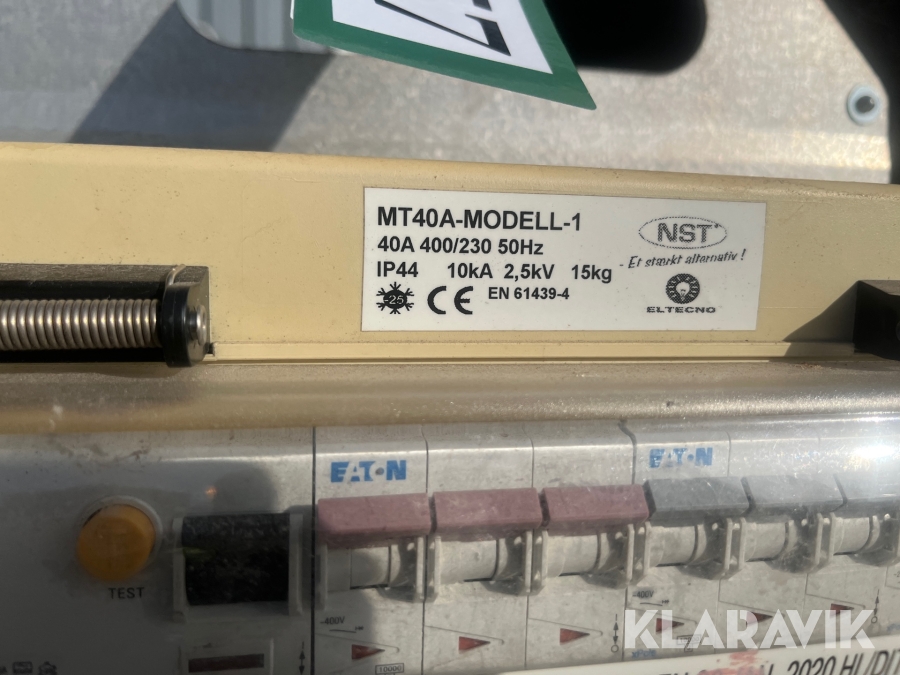 MT40A-MODELL-1
40A 400/230 50Hz
IP44 10kA 2,5kV 15kg
-25 CE EN 61439-4
NST
- Et stærkt alternativ !
ELTECNO
EATON
EATON
TEST
~400V
10000
KLARAVIK
2020